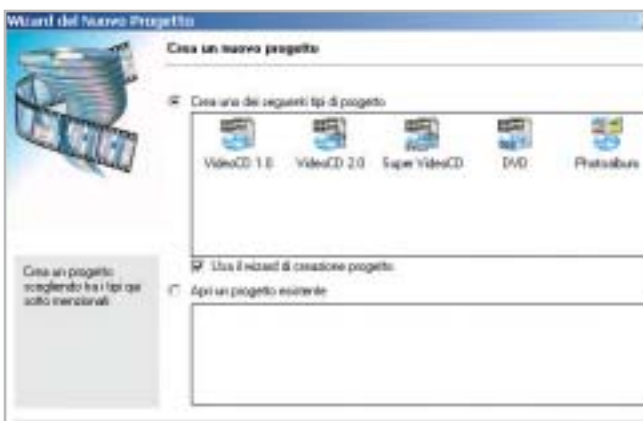 Wizard del Nuovo Progetto
Crea un nuovo progetto
Crea uno dei seguenti tipi di progetto
VideoCD 1.0 VideoCD 2.0 Super VideoCD DVD Photoalbum
Usa il wizard di creazione progetto
Crea un progetto
scegliendo tra i tipi qui
sotto menzionati
Apri un progetto esistente